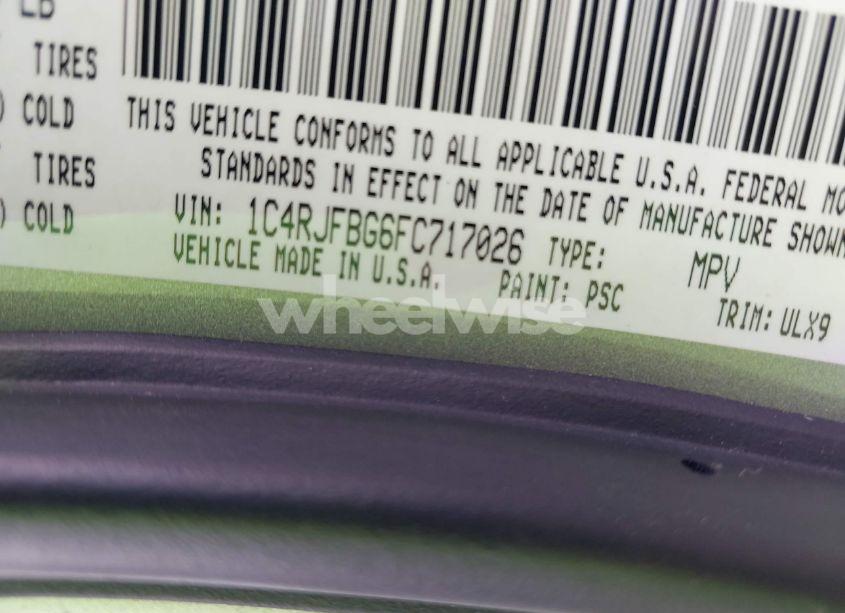 LB
TIRES
) COLD
TIRES
) COLD
THIS VEHICLE CONFORMS TO ALL APPLICABLE U.S.A. FEDERAL MO
STANDARDS IN EFFECT ON THE DATE OF MANUFACTURE SHOWN
VIN: 1C4RJFBG6FC717026 TYPE: MPV
VEHICLE MADE IN U.S.A. PAINT: PSC TRIM: ULX9
wheelwise